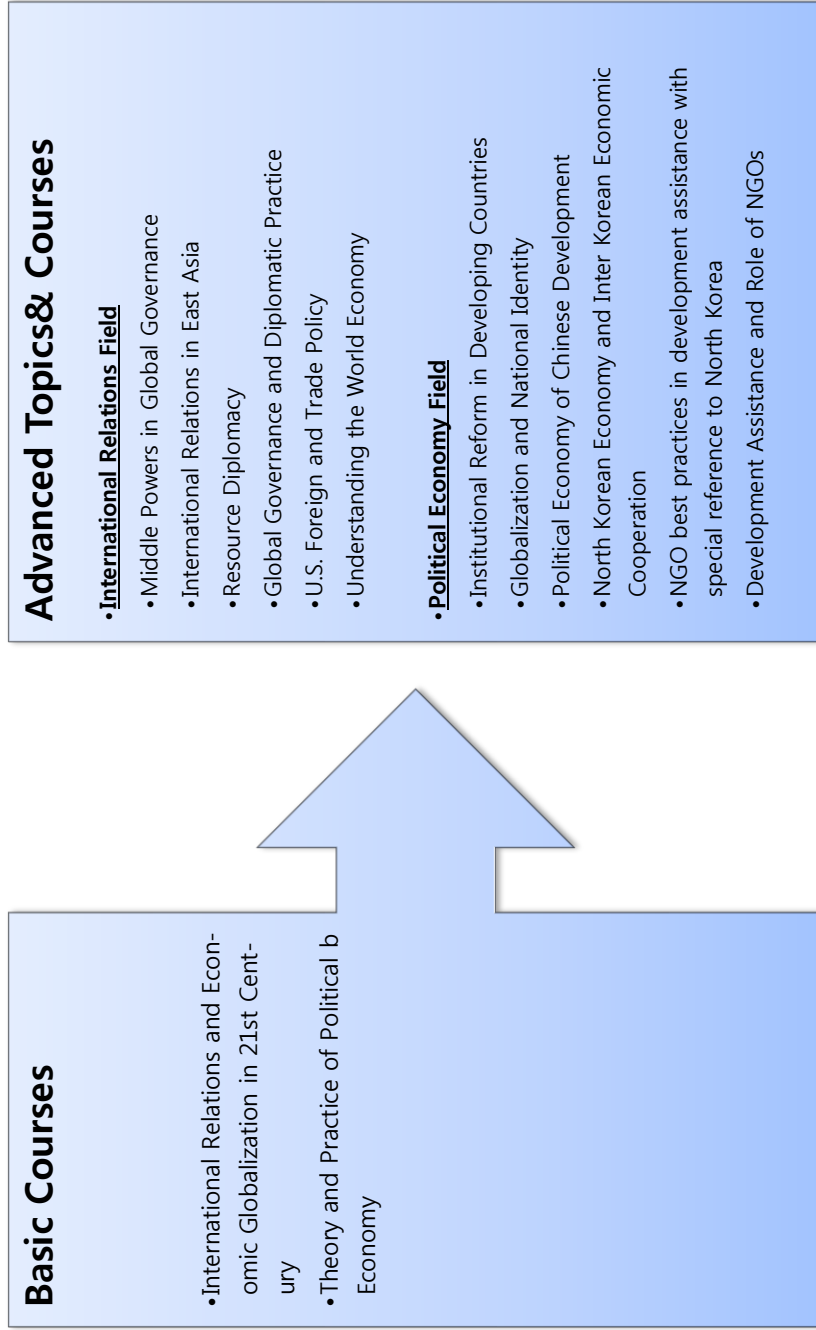 Basic Courses
•International Relations and Econ-
omic Globalization in 21st Cent-
ury
•Theory and Practice of Political b
Economy
Advanced Topics& Courses
•International Relations Field
•Middle Powers in Global Governance
•International Relations in East Asia
•Resource Diplomacy
•Global Governance and Diplomatic Practice
•U.S. Foreign and Trade Policy
•Understanding the World Economy
•Political Economy Field
•Institutional Reform in Developing Countries
•Globalization and National Identity
•Political Economy of Chinese Development
•North Korean Economy and Inter Korean Economic
Cooperation
•NGO best practices in development assistance with
special reference to North Korea
•Development Assistance and Role of NGOs